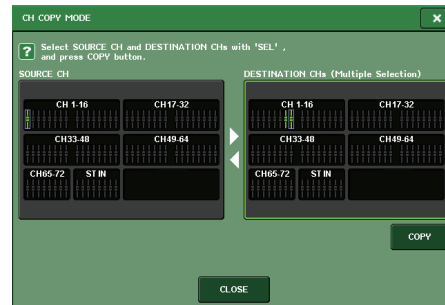 CH COPY MODE
Select SOURCE CH and DESTINATION CHs with 'SEL' ,
and press COPY button.
SOURCE CH
DESTINATION CHs (Multiple Selection)
CH 1-16
CH17-32
CH33-48
CH49-64
CH65-72
ST IN
CH 1-16
CH17-32
CH33-48
CH49-64
CH65-72
ST IN
COPY
CLOSE